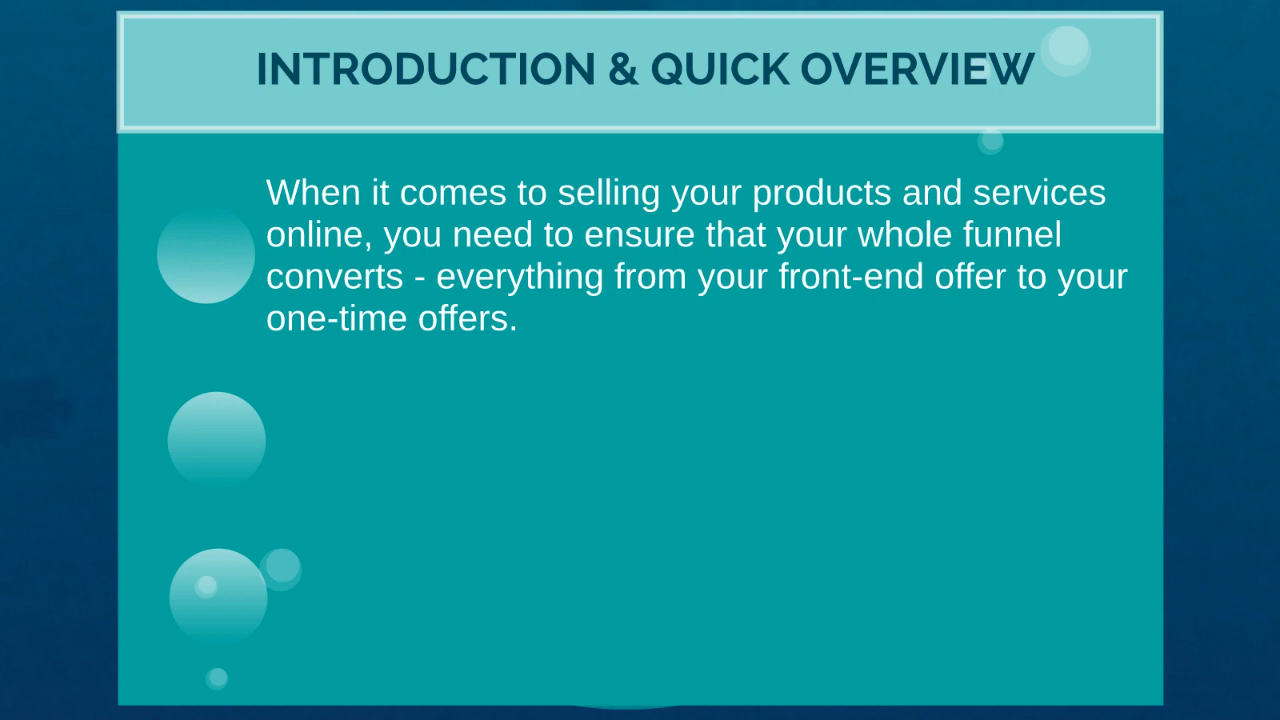 INTRODUCTION & QUICK OVERVIEW
When it comes to selling your products and services
online, you need to ensure that your whole funnel
converts - everything from your front-end offer to your
one-time offers.